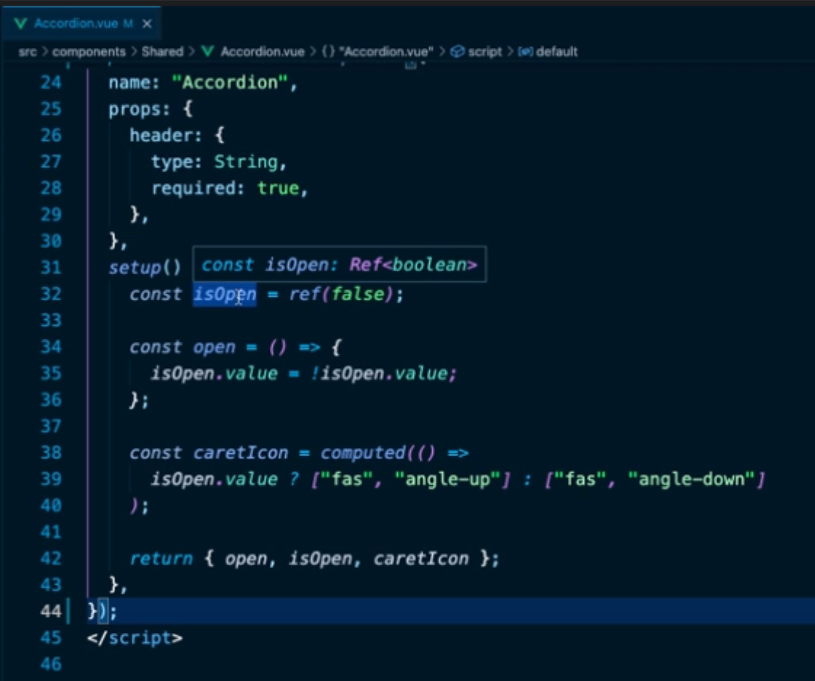 Accordion.vue M ×
src > components > Shared > Accordion.vue > {} "Accordion.vue" > script > default
24 name: "Accordion",
25 props: {
26 header: {
27 type: String,
28 required: true,
29 },
30 },
31 setup() const isOpen: Ref<boolean>
32 const isOpen = ref(false);
33
34 const open = () => {
35 isOpen.value = !isOpen.value;
36 };
37
38 const caretIcon = computed(() =>
39 isOpen.value ? ["fas", "angle-up"] : ["fas", "angle-down"]
40 );
41
42 return { open, isOpen, caretIcon };
43 },
44 });
45 </script>
46